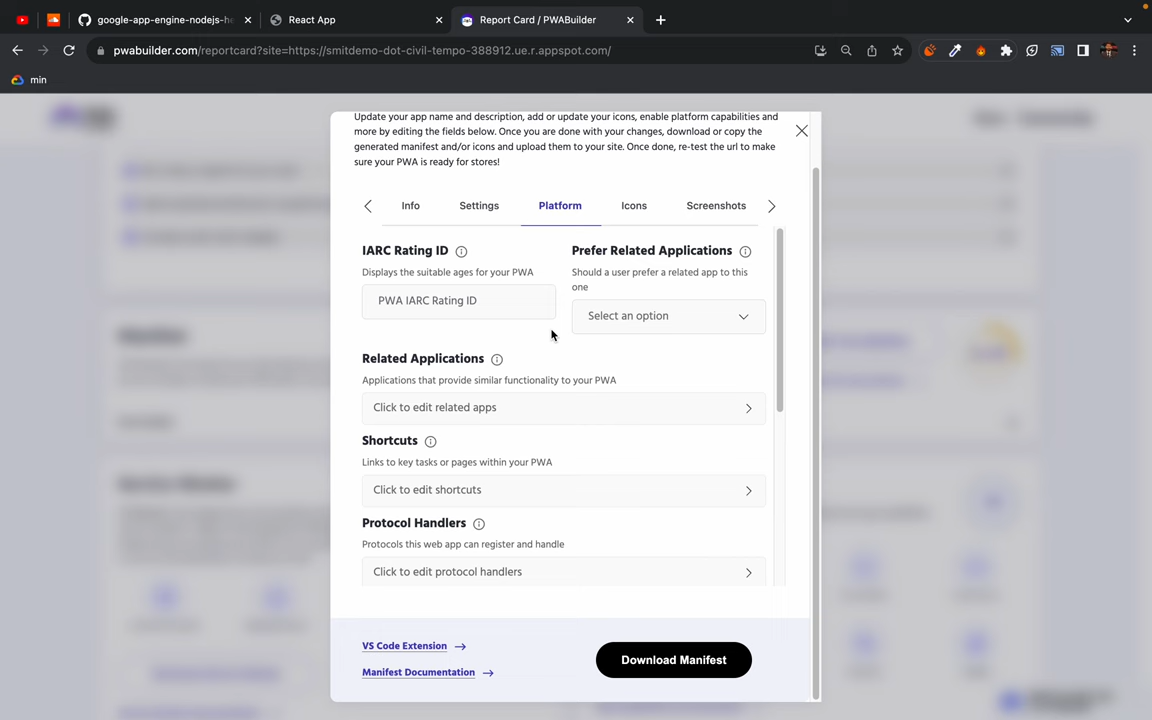 google-app-engine-nodejs-he
React App
Report Card / PWABuilder
pwabuilder.com/reportcard?site=https://smitdemo-dot-civil-tempo-388912.ue.r.appspot.com/
min
Update your app name and description, add or update your icons, enable platform capabilities and
more by editing the fields below. Once you are done with your changes, download or copy the
generated manifest and/or icons and upload them to your site. Once done, re-test the url to make
sure your PWA is ready for stores!
Info Settings Platform Icons Screenshots
IARC Rating ID
Displays the suitable ages for your PWA
PWA IARC Rating ID
Prefer Related Applications
Should a user prefer a related app to this
one
Select an option
Related Applications
Applications that provide similar functionality to your PWA
Click to edit related apps
Shortcuts
Links to key tasks or pages within your PWA
Click to edit shortcuts
Protocol Handlers
Protocols this web app can register and handle
Click to edit protocol handlers
VS Code Extension
Manifest Documentation
Download Manifest